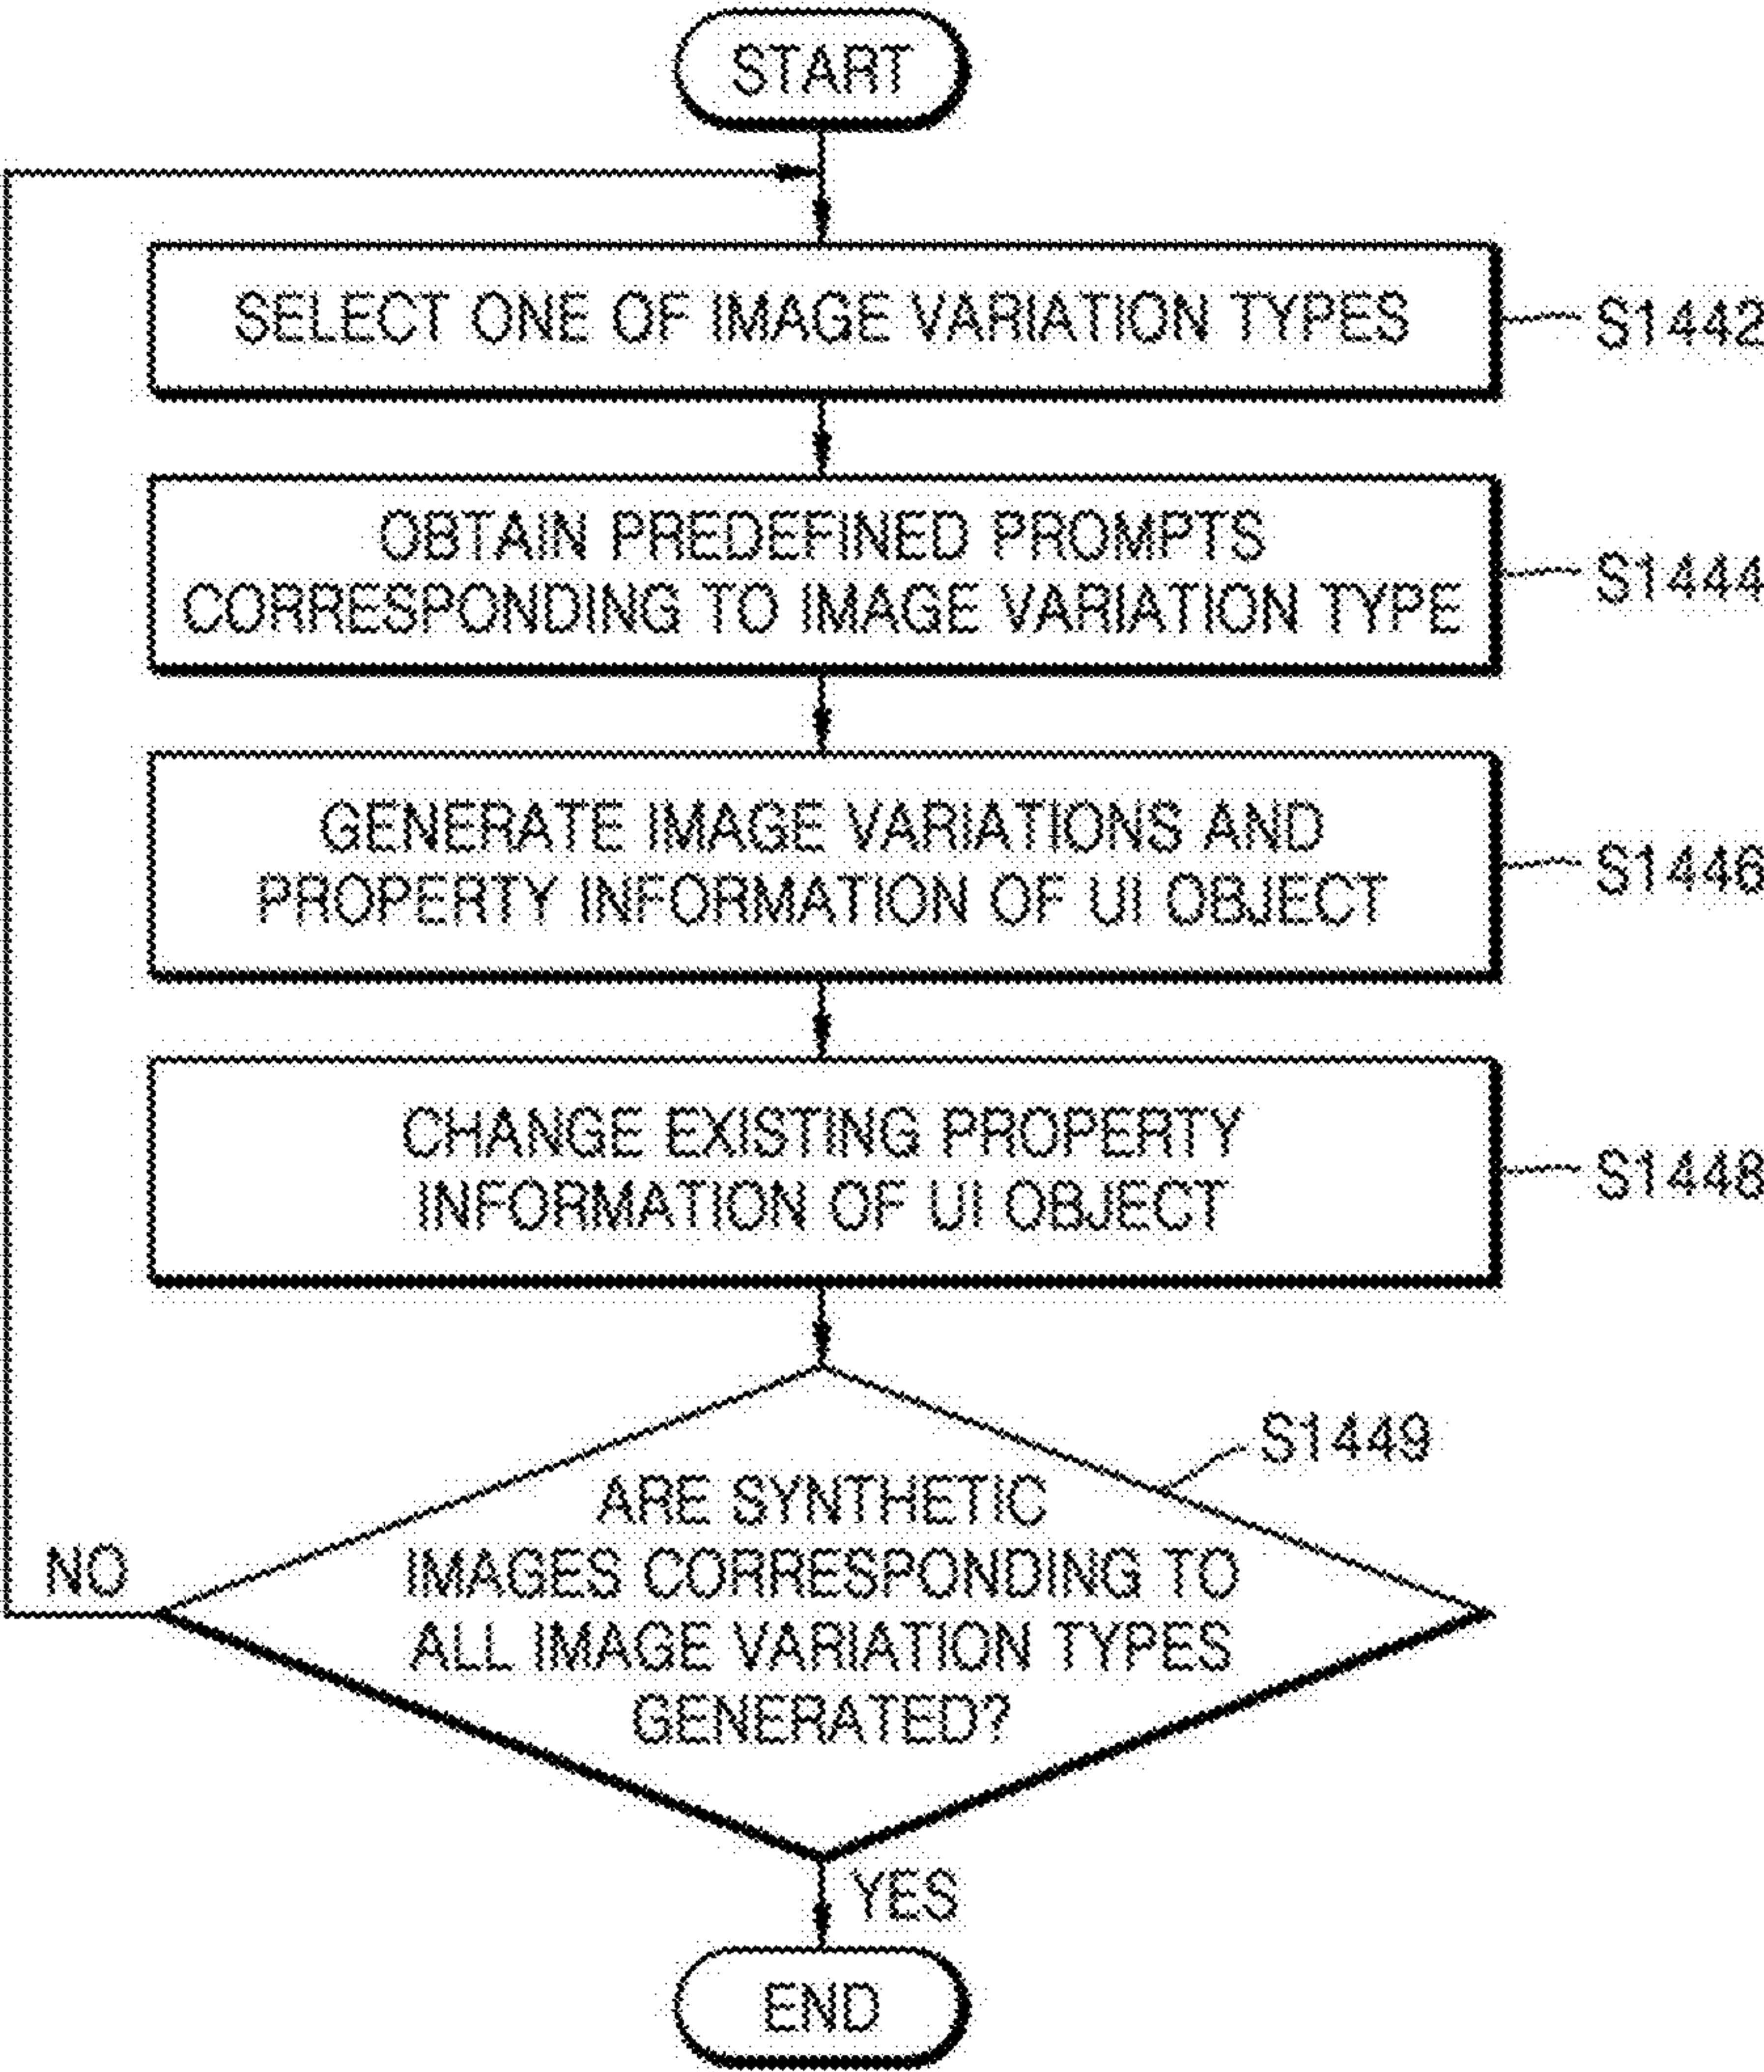 START
SELECT ONE OF IMAGE VARIATION TYPES
S1442
OBTAIN PREDEFINED PROMPTS
CORRESPONDING TO IMAGE VARIATION TYPE
S1444
GENERATE IMAGE VARIATIONS AND
PROPERTY INFORMATION OF UI OBJECT
S1446
CHANGE EXISTING PROPERTY
INFORMATION OF UI OBJECT
S1448
S1449
ARE SYNTHETIC
IMAGES CORRESPONDING TO
ALL IMAGE VARIATION TYPES
GENERATED?
NO
YES
END